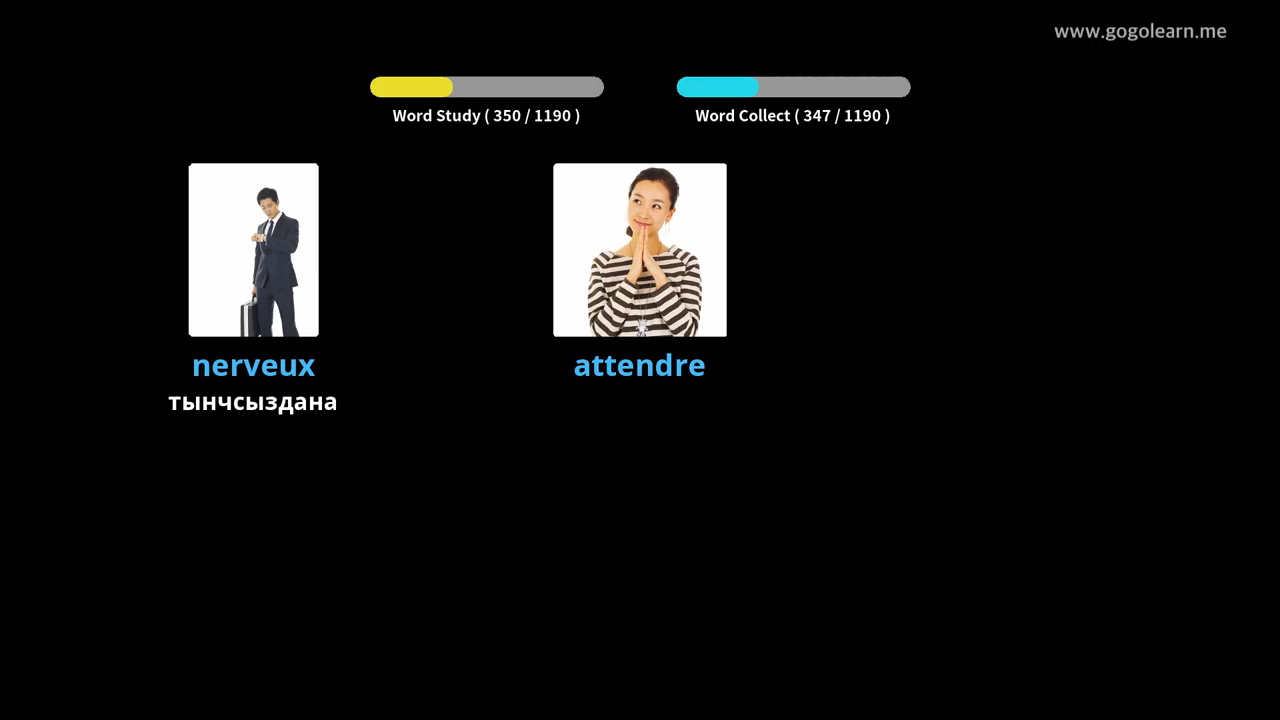 www.gogolearn.me
Word Study ( 350 / 1190 )
Word Collect ( 347 / 1190 )
nerveux
тынчсыздана
attendre